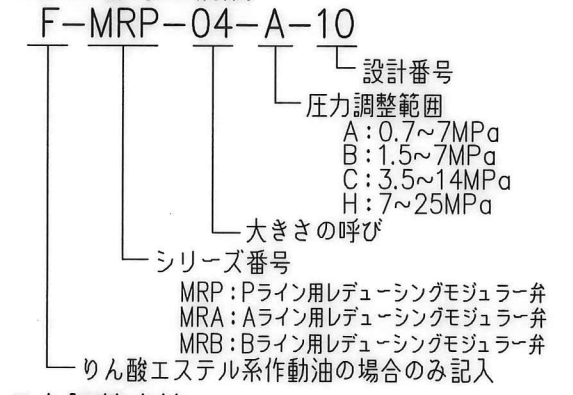 F-MRP-04-A-10
設計番号
圧力調整範囲
A:0.7~7MPa
B:1.5~7MPa
C:3.5~14MPa
H:7~25MPa
大きさの呼び
シリーズ番号
MRP:Pライン用レデューシングモジュラー弁
MRA:Aライン用レデューシングモジュラー弁
MRB:Bライン用レデューシングモジュラー弁
りん酸エステル系作動油の場合のみ記入